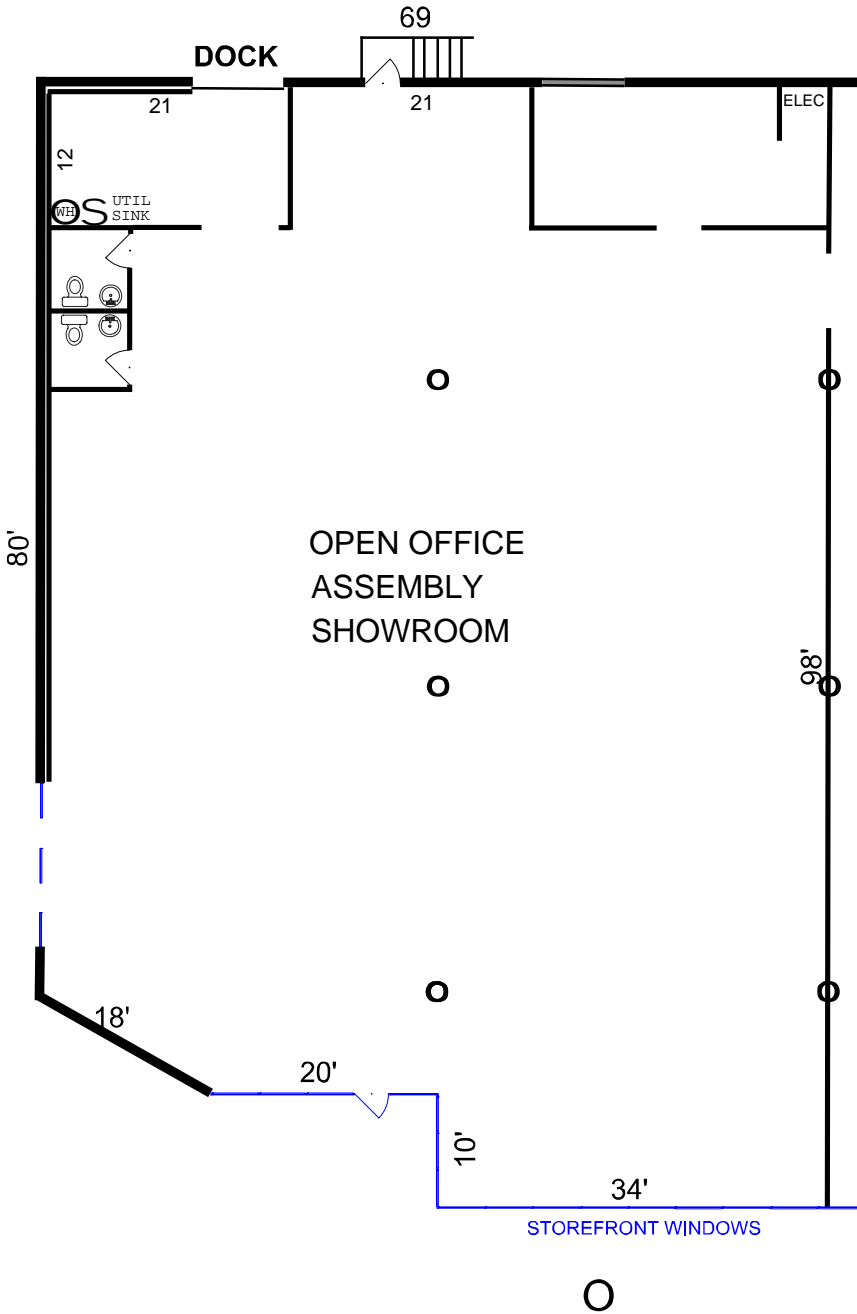 69
DOCK
21
21
ELEC
12
WH
S
UTIL
SINK
80'
OPEN OFFICE
ASSEMBLY
SHOWROOM
98'
18'
20'
10'
34'
STOREFRONT WINDOWS